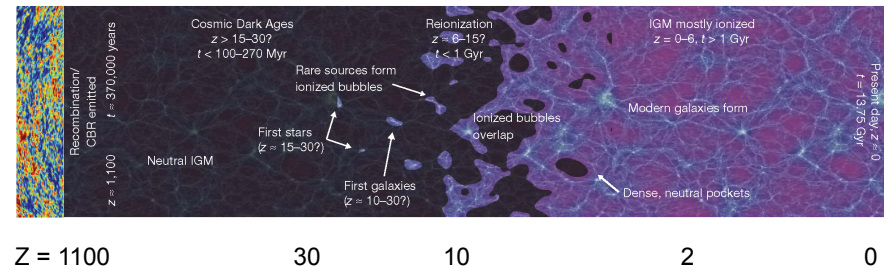 Recombination/
CBR emitted
t ≈ 370,000 years
z ≈ 1,100
Cosmic Dark Ages
z > 15–30?
t < 100–270 Myr
Neutral IGM
Rare sources form
ionized bubbles
First stars
(z ≈ 15–30?)
First galaxies
(z ≈ 10–30?)
Reionization
z ≈ 6–15?
t < 1 Gyr
Ionized bubbles
overlap
IGM mostly ionized
z = 0–6, t > 1 Gyr
Modern galaxies form
Dense, neutral pockets
Present day, z ≈ 0
t = 13.75 Gyr
Z = 1100
30
10
2
0